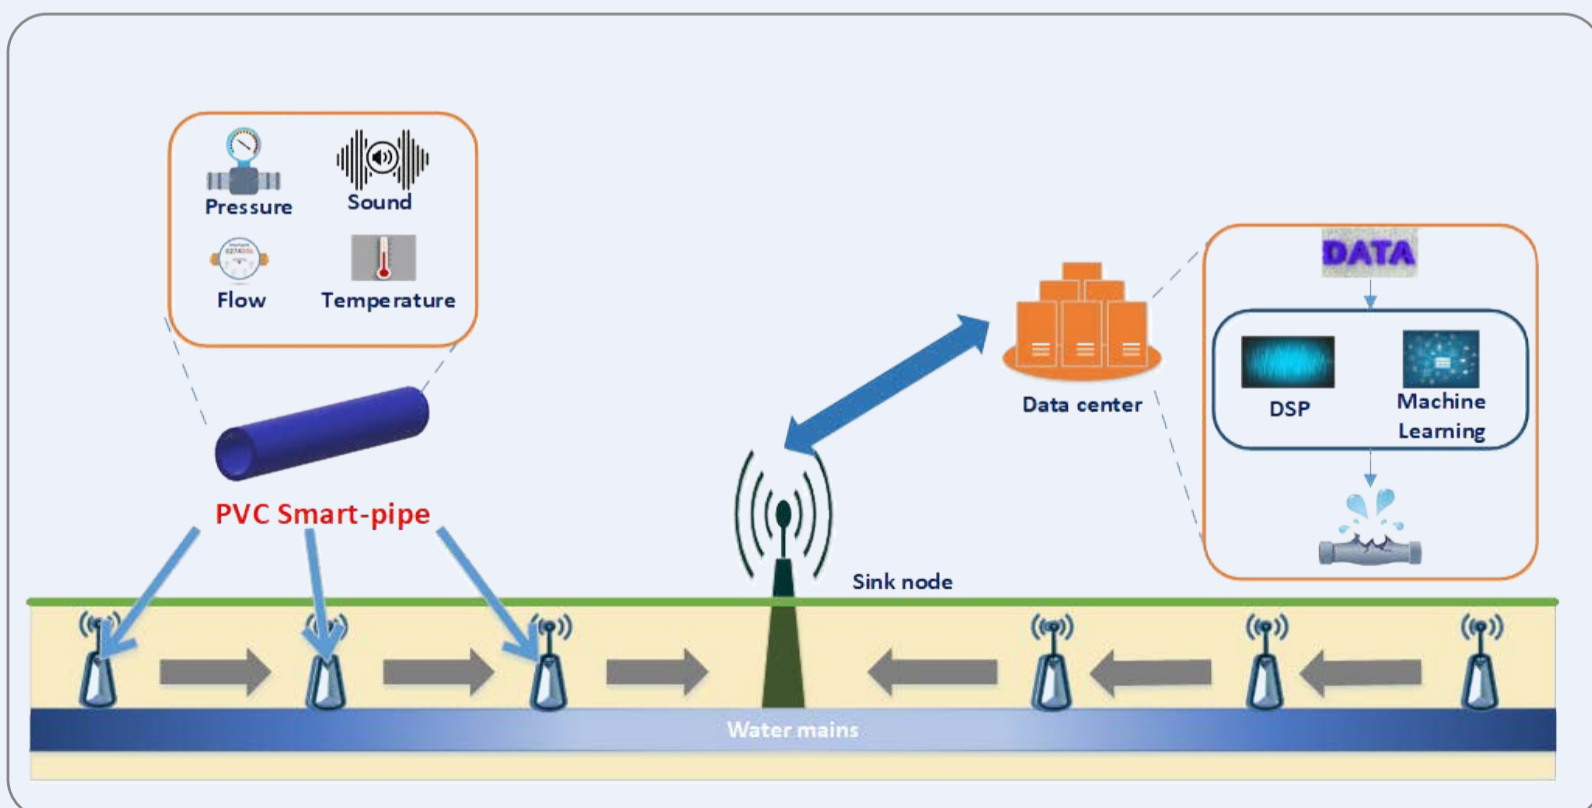 Pressure
Sound
Flow
Temperature
PVC Smart-pipe
Sink node
Water mains
Data center
DATA
DSP
Machine
Learning